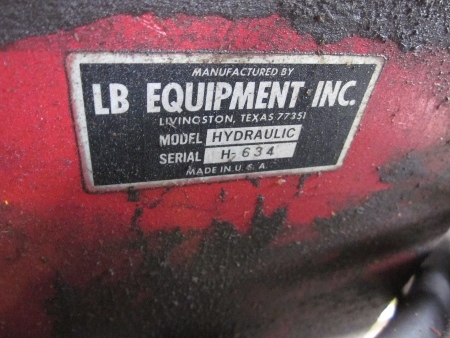 MANUFACTURED BY
LB EQUIPMENT INC.
LIVINGSTON, TEXAS 77351
MODEL HYDRAULIC
SERIAL H-634
MADE IN U.S.A.